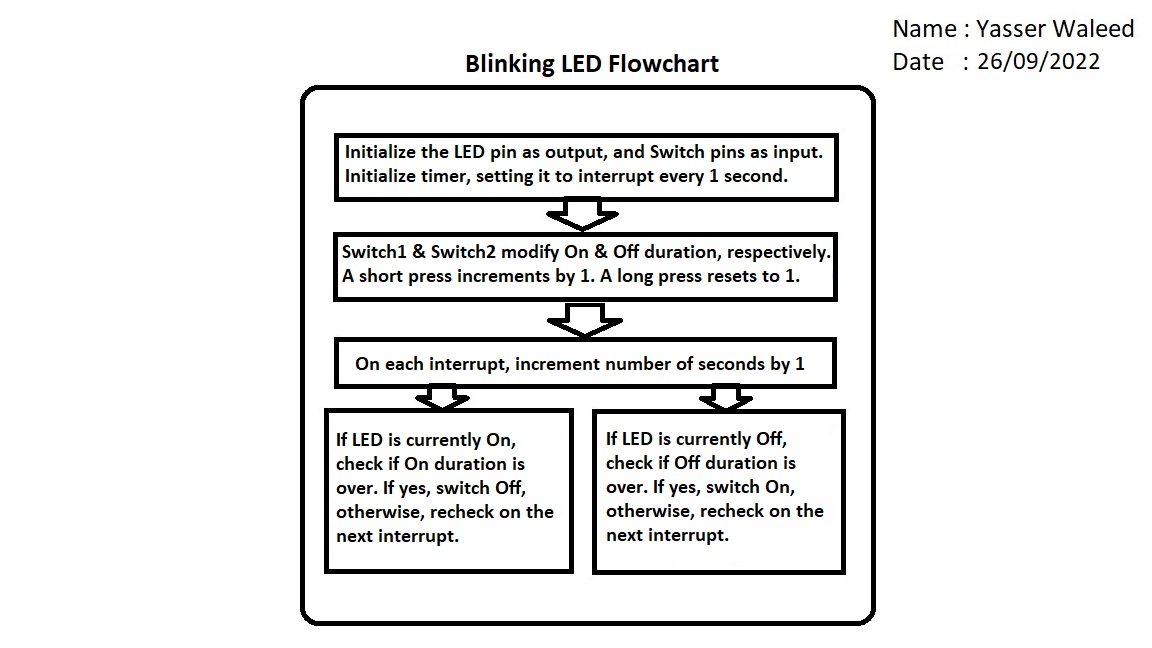 Name : Yasser Waleed
Date : 26/09/2022
Blinking LED Flowchart
Initialize the LED pin as output, and Switch pins as input.
Initialize timer, setting it to interrupt every 1 second.
Switch1 & Switch2 modify On & Off duration, respectively.
A short press increments by 1. A long press resets to 1.
On each interrupt, increment number of seconds by 1
If LED is currently On,
check if On duration is
over. If yes, switch Off,
otherwise, recheck on the
next interrupt.
If LED is currently Off,
check if Off duration is
over. If yes, switch On,
otherwise, recheck on the
next interrupt.